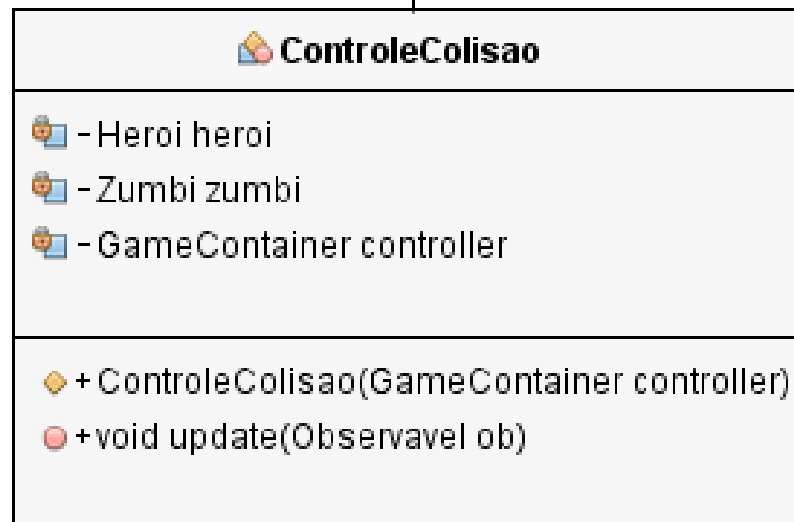 ControleColisao
-Heroi heroi
-Zumbi zumbi
-GameContainer controller
+ControleColisao(GameContainer controller)
+void update(Observavel ob)